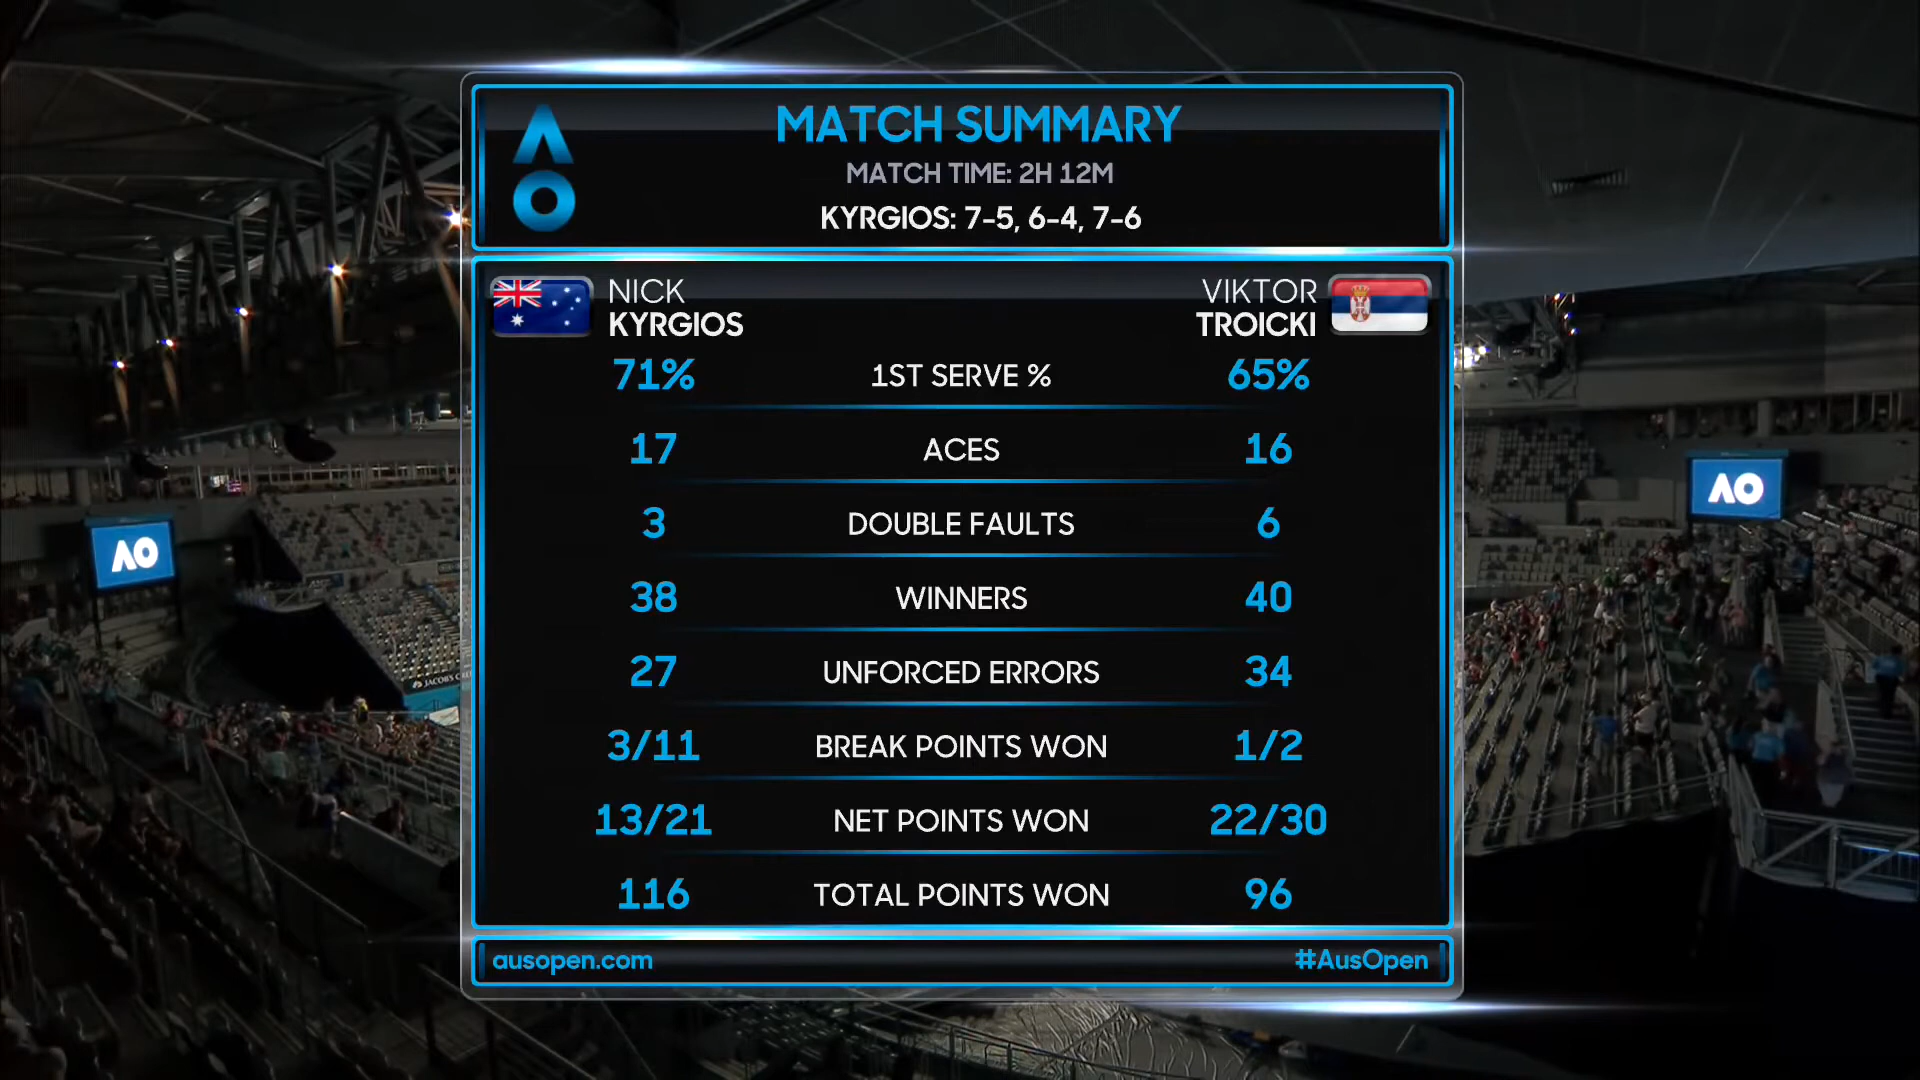 AO
MATCH SUMMARY
MATCH TIME: 2H 12M
KYRGIOS: 7-5, 6-4, 7-6
NICK
KYRGIOS
VIKTOR
TROICKI
71% 1ST SERVE % 65%
17 ACES 16
3 DOUBLE FAULTS 6
38 WINNERS 40
27 UNFORCED ERRORS 34
3/11 BREAK POINTS WON 1/2
13/21 NET POINTS WON 22/30
116 TOTAL POINTS WON 96
ausopen.com #AusOpen
AO
AO